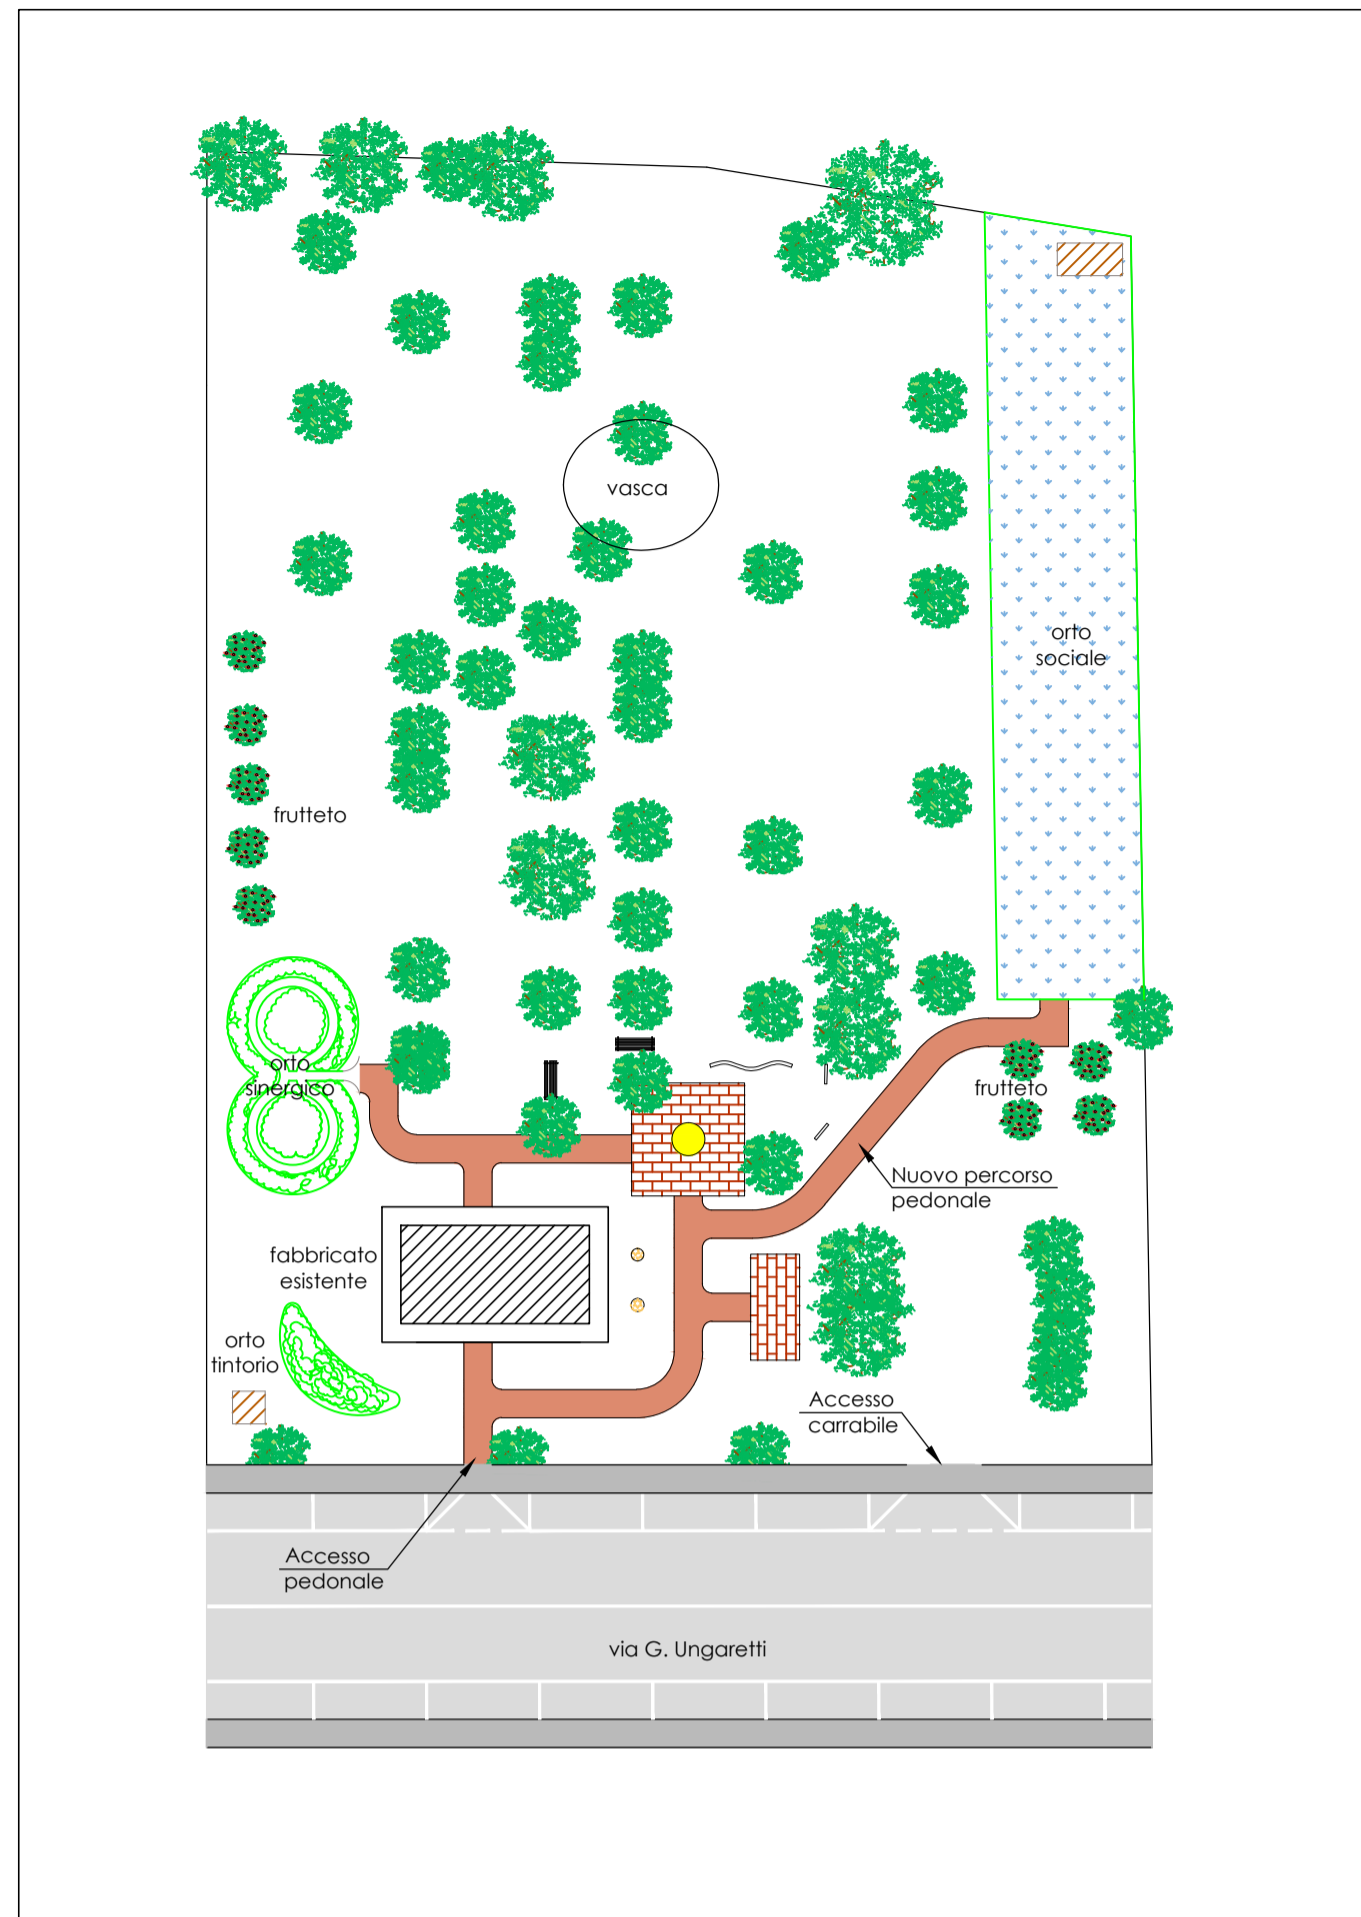 vasca
orto
sociale
frutteto
orto
sinergico
frutteto
Nuovo percorso
pedonale
fabbricato
esistente
orto
tintorio
Accesso
carrabile
Accesso
pedonale
via G. Ungaretti